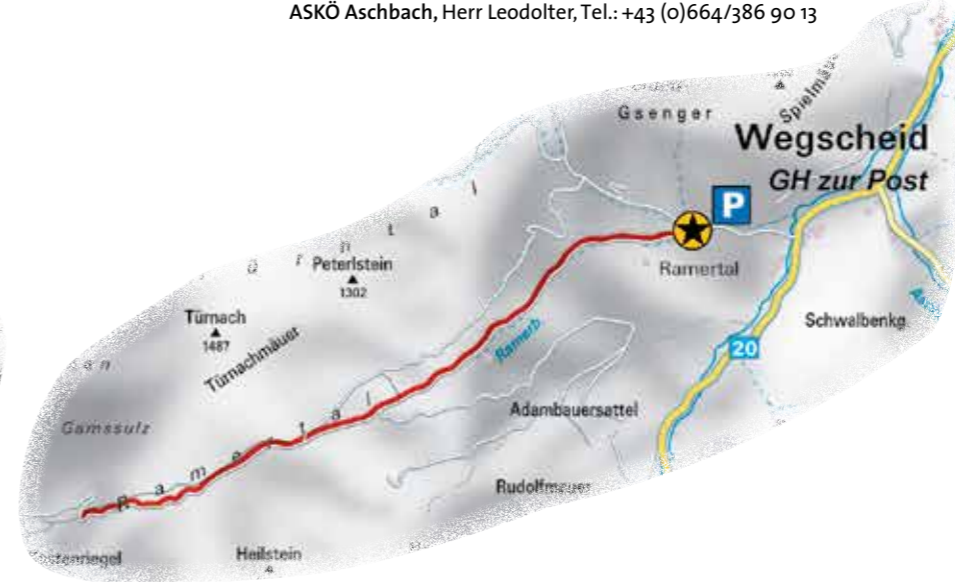 ASKÖ Aschbach, Herr Leodolter, Tel.: +43 (0)664/386 90 13
Gsenger
Wegscheid
GH zur Post
P
Ramertal
Peterlstein
1302
Türnach
1487
Türnachmäuer
Ramerb
20
Schwalbenkg
Adambauersattel
Gamssulz
Ramertal
Rudolfmauer
Heilstein